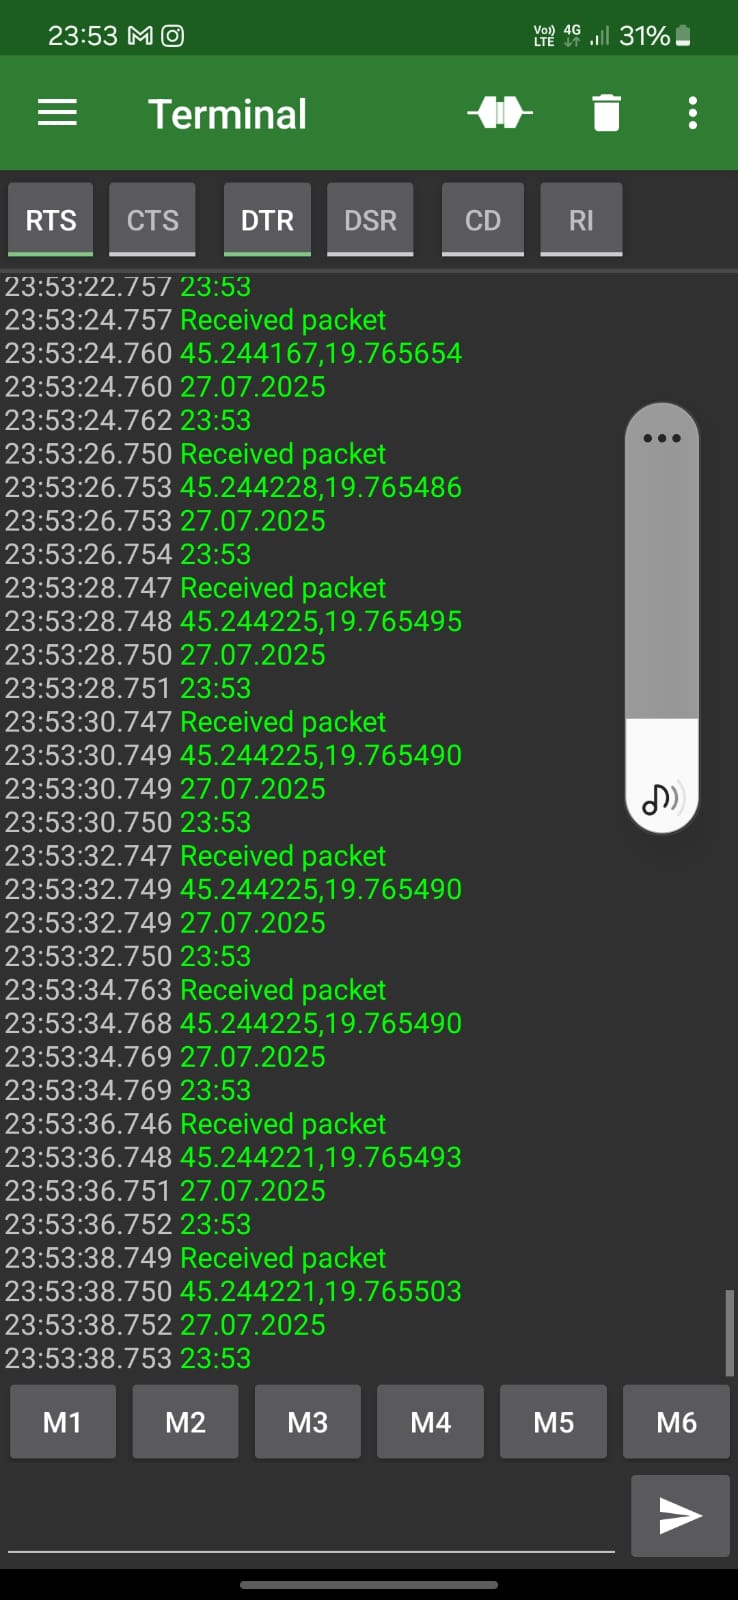 23:53 31%
Vo)) LTE 4G
Terminal
RTS CTS DTR DSR CD RI
23:53:22.757 23:53
23:53:24.757 Received packet
23:53:24.760 45.244167,19.765654
23:53:24.760 27.07.2025
23:53:24.762 23:53
23:53:26.750 Received packet
23:53:26.753 45.244228,19.765486
23:53:26.753 27.07.2025
23:53:26.754 23:53
23:53:28.747 Received packet
23:53:28.748 45.244225,19.765495
23:53:28.750 27.07.2025
23:53:28.751 23:53
23:53:30.747 Received packet
23:53:30.749 45.244225,19.765490
23:53:30.749 27.07.2025
23:53:30.750 23:53
23:53:32.747 Received packet
23:53:32.749 45.244225,19.765490
23:53:32.749 27.07.2025
23:53:32.750 23:53
23:53:34.763 Received packet
23:53:34.768 45.244225,19.765490
23:53:34.769 27.07.2025
23:53:34.769 23:53
23:53:36.746 Received packet
23:53:36.748 45.244221,19.765493
23:53:36.751 27.07.2025
23:53:36.752 23:53
23:53:38.749 Received packet
23:53:38.750 45.244221,19.765503
23:53:38.752 27.07.2025
23:53:38.753 23:53
M1 M2 M3 M4 M5 M6